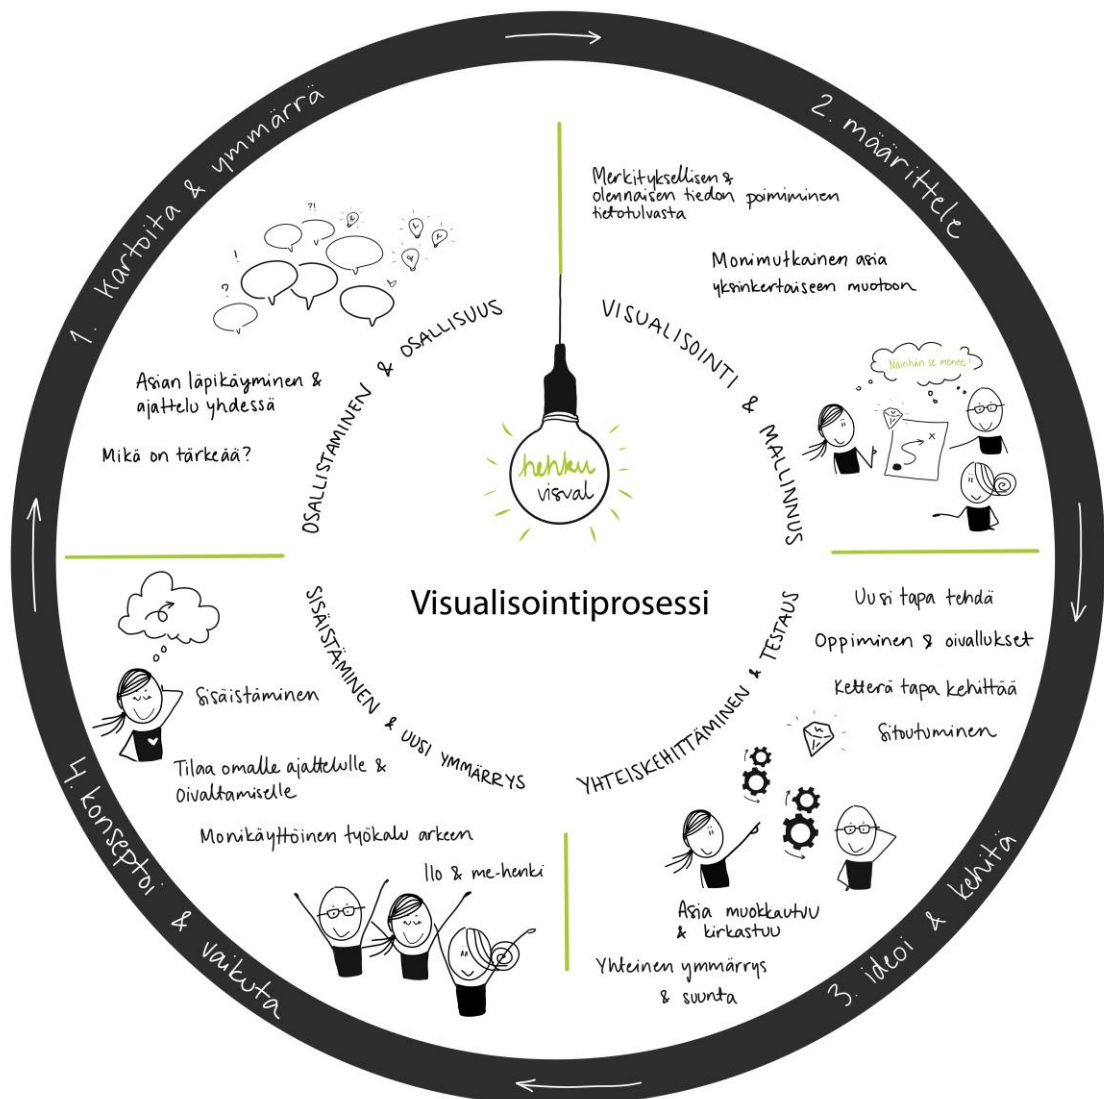 1. kartoita & ymmärrä
?!
!
?
Asian läpikäyminen &
ajattelu yhdessä
Mikä on tärkeää?
OSALLISTAMINEN & OSALLISUUS
2. määrittele
Merkityksellisen &
olennaisen tiedon poimiminen
tietotulvasta
Monimutkainen asia
yksinkertaiseen muotoon
Näinhän se menee!
x
VISUALISOINTI & MALLINNUS
hehku
visual
Visualisointiprosessi
3. ideoi & kehitä
Uusi tapa tehdä
Oppiminen & oivallukset
Ketterä tapa kehittää
Sitoutuminen
YHTEISKEHITTÄMINEN & TESTAUS
Asia muokkautuu
& kirkastuu
Yhteinen ymmärrys
& suunta
4. konseptoi & vaikuta
SISÄISTÄMINEN & UUSI YMMÄRRYS
Sisäistäminen
Tilaa omalle ajattelulle &
oivaltamiselle
Monikäyttöinen työkalu arkeen
Ilo & me-henki